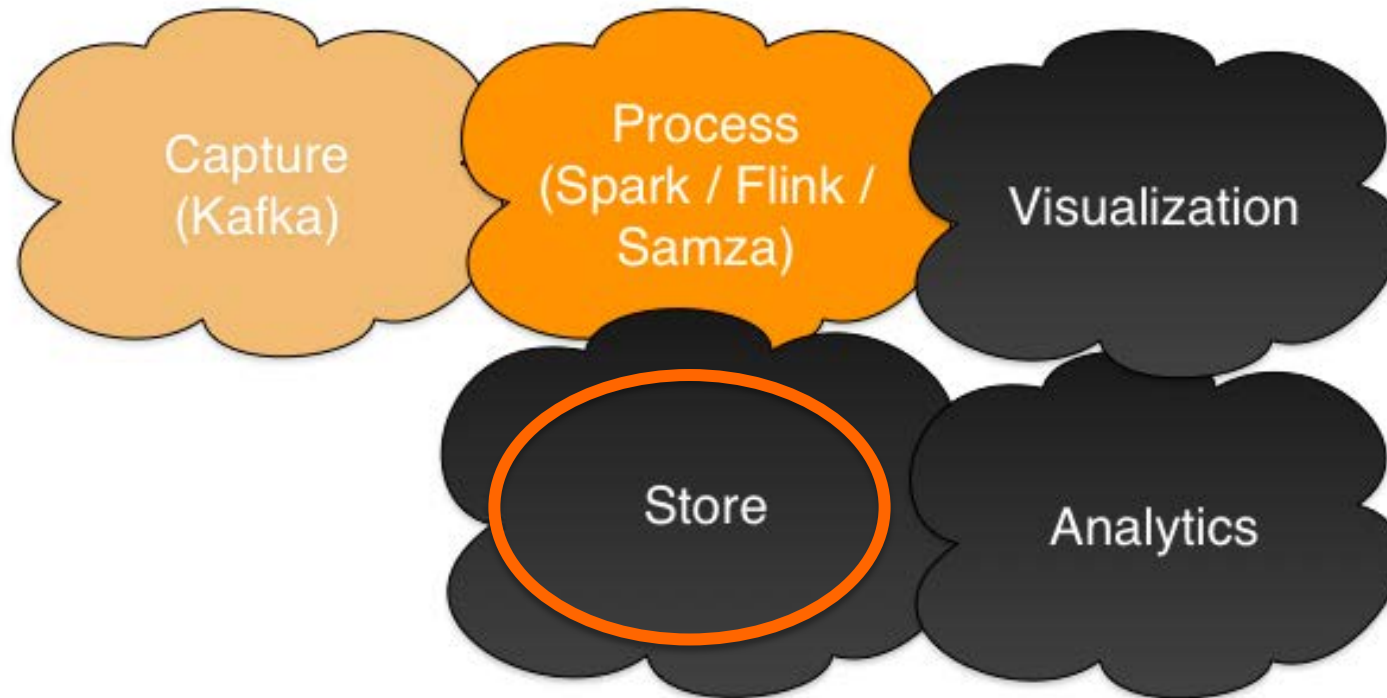 Capture
(Kafka)
Process
(Spark / Flink /
Samza)
Visualization
Store
Analytics